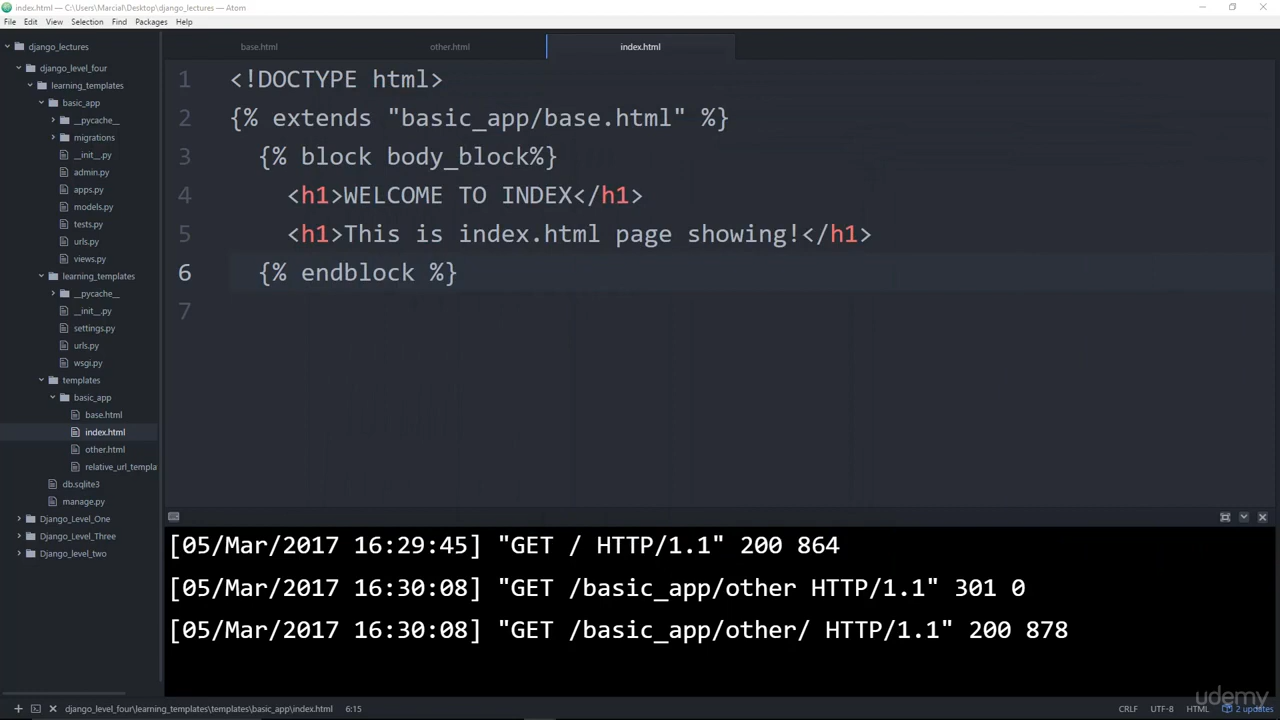 index.html — C:\Users\Marcial\Desktop\django_lectures — Atom
File Edit View Selection Find Packages Help
django_lectures
django_level_four
learning_templates
basic_app
__pycache__
migrations
__init__.py
admin.py
apps.py
models.py
tests.py
urls.py
views.py
learning_templates
__pycache__
__init__.py
settings.py
urls.py
wsgi.py
templates
basic_app
base.html
index.html
other.html
relative_url_templa
db.sqlite3
manage.py
Django_Level_One
Django_Level_Three
Django_level_two
base.html other.html index.html
1 <!DOCTYPE html>
2 {% extends "basic_app/base.html" %}
3 {% block body_block%}
4 <h1>WELCOME TO INDEX</h1>
5 <h1>This is index.html page showing!</h1>
6 {% endblock %}
7
[05/Mar/2017 16:29:45] "GET / HTTP/1.1" 200 864
[05/Mar/2017 16:30:08] "GET /basic_app/other HTTP/1.1" 301 0
[05/Mar/2017 16:30:08] "GET /basic_app/other/ HTTP/1.1" 200 878
udemy
django_level_four\learning_templates\templates\basic_app\index.html 6:15 CRLF UTF-8 HTML 2 updates